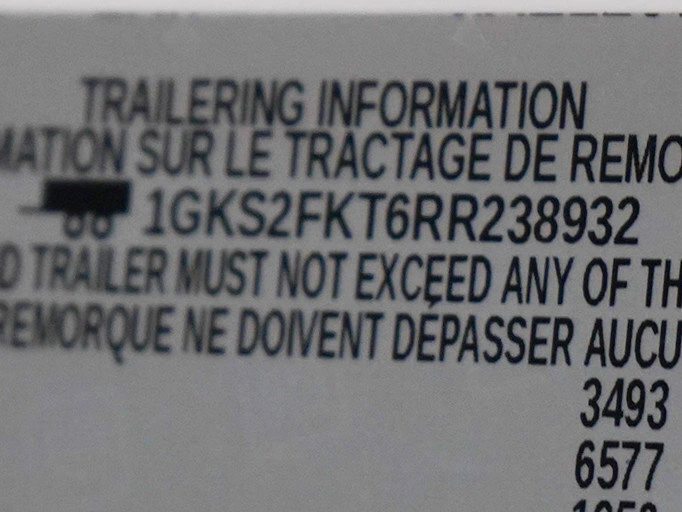 TRAILERING INFORMATION
MATION SUR LE TRACTAGE DE REMO
1GKS2FKT6RR238932
D TRAILER MUST NOT EXCEED ANY OF TH
REMORQUE NE DOIVENT DÉPASSER AUCU
3493
6577